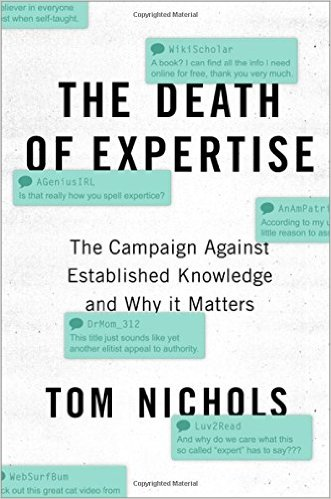 Copyrighted Material
eliever in everyone
st when self-taught.
WikiScholar
A book? I can find all the info I need
online for free, thank you very much.
THE DEATH
OF EXPERTISE
AGeniusIRL
Is that really how you spell expertice?
AnAmPatri
According to my u
little reason to as
The Campaign Against
Established Knowledge
and Why it Matters
DrMom_312
This title just sounds like yet
another elitist appeal to authority.
TOM NICHOLS
Luv2Read
And why do we care what this
so called "expert" has to say???
WebSurfBum
ck out this great cat video from
Copyrighted Material